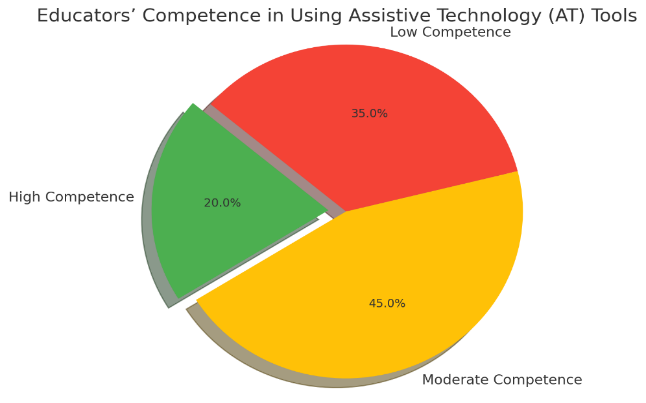 Educators’ Competence in Using Assistive Technology (AT) Tools
Low Competence
35.0%
High Competence
20.0%
45.0%
Moderate Competence